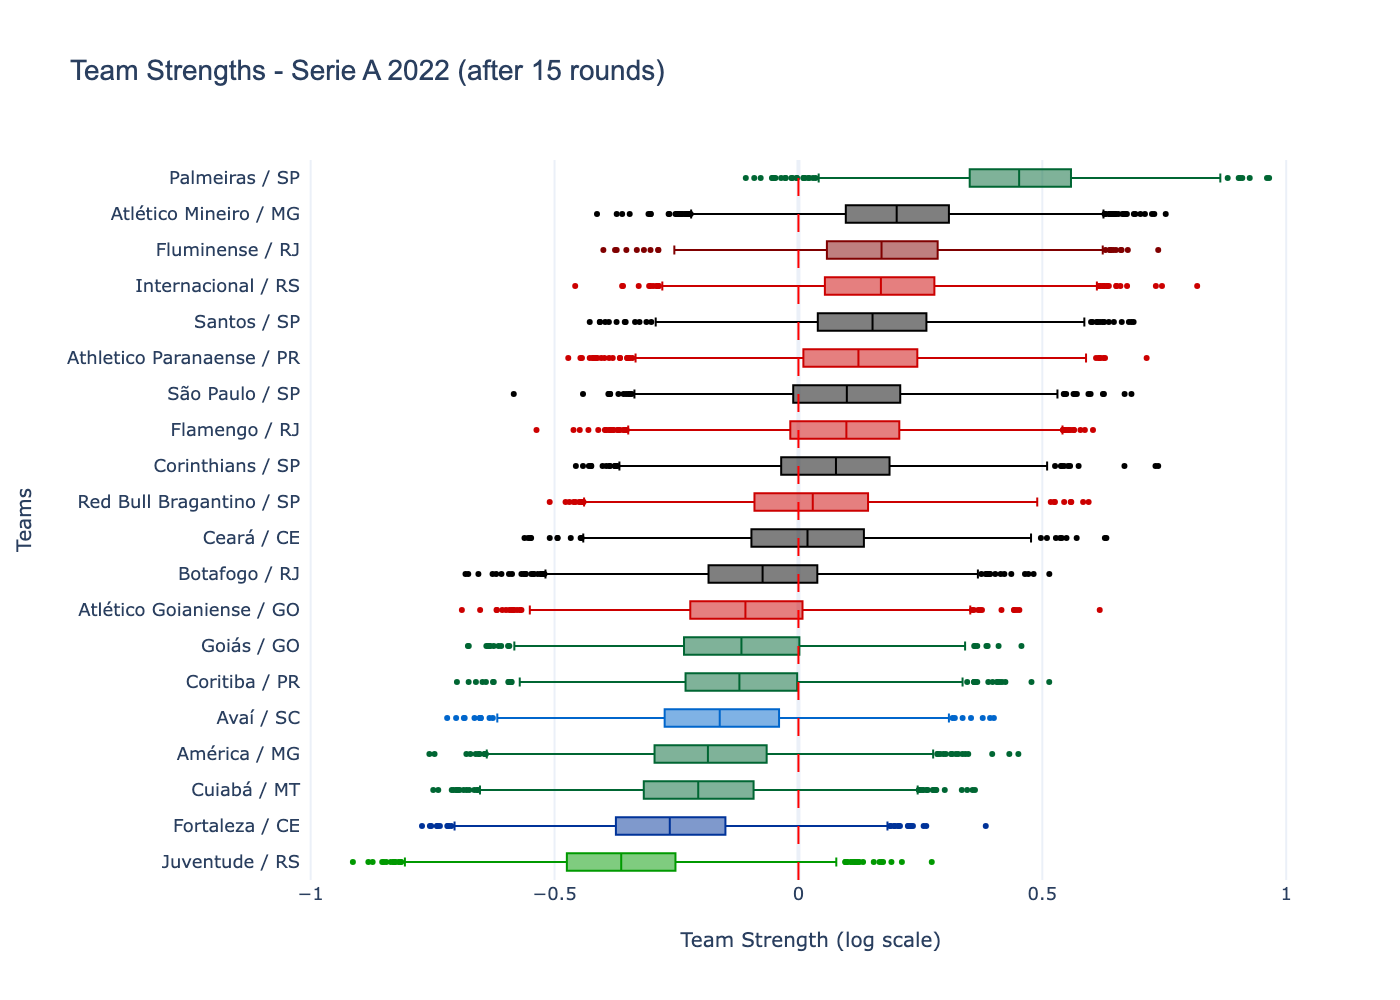 Team Strengths - Serie A 2022 (after 15 rounds)
Palmeiras / SP
Atlético Mineiro / MG
Fluminense / RJ
Internacional / RS
Santos / SP
Athletico Paranaense / PR
São Paulo / SP
Flamengo / RJ
Corinthians / SP
Red Bull Bragantino / SP
Ceará / CE
Botafogo / RJ
Atlético Goianiense / GO
Goiás / GO
Coritiba / PR
Avaí / SC
América / MG
Cuiabá / MT
Fortaleza / CE
Juventude / RS
Teams
−1 −0.5 0 0.5 1
Team Strength (log scale)